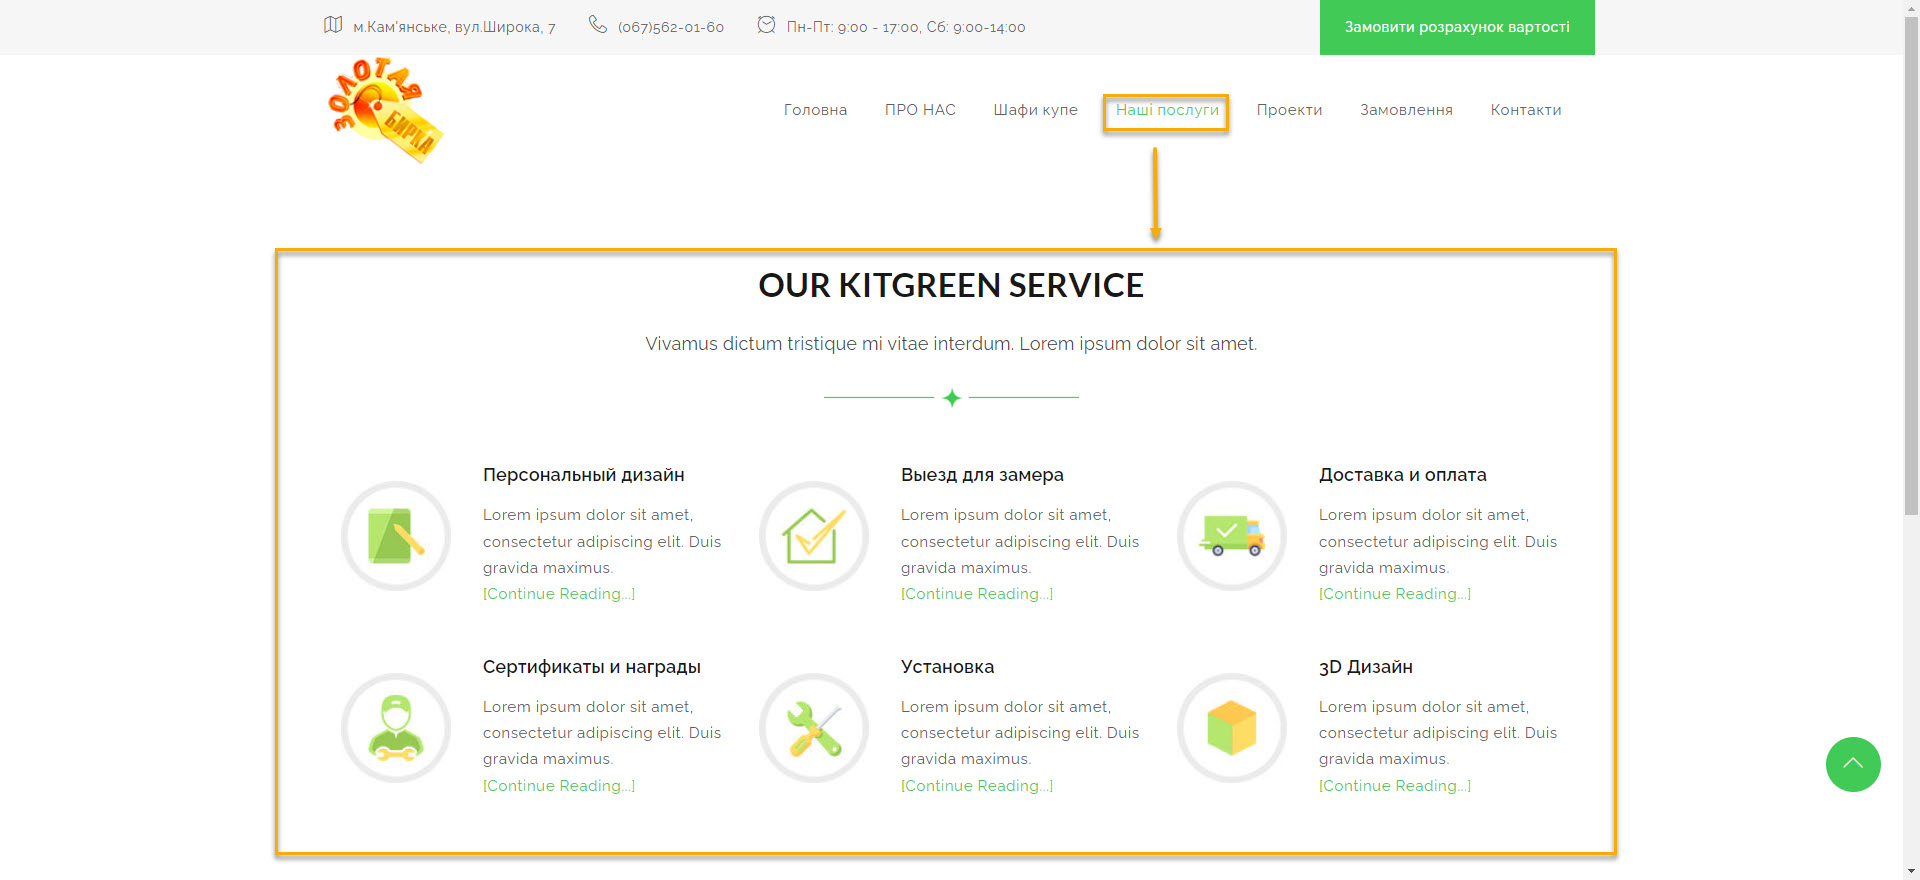 м.Кам'янське, вул.Широка, 7
(067)562-01-60
Пн-Пт: 9:00 - 17:00, Сб: 9:00-14:00
Замовити розрахунок вартості
ЗОЛОТАЯ
БИРКА
Головна
ПРО НАС
Шафи купе
Наші послуги
Проекти
Замовлення
Контакти
OUR KITGREEN SERVICE
Vivamus dictum tristique mi vitae interdum. Lorem ipsum dolor sit amet.
Персональный дизайн
Lorem ipsum dolor sit amet,
consectetur adipiscing elit. Duis
gravida maximus.
[Continue Reading...]
Выезд для замера
Lorem ipsum dolor sit amet,
consectetur adipiscing elit. Duis
gravida maximus.
[Continue Reading...]
Доставка и оплата
Lorem ipsum dolor sit amet,
consectetur adipiscing elit. Duis
gravida maximus.
[Continue Reading...]
Сертификаты и награды
Lorem ipsum dolor sit amet,
consectetur adipiscing elit. Duis
gravida maximus.
[Continue Reading...]
Установка
Lorem ipsum dolor sit amet,
consectetur adipiscing elit. Duis
gravida maximus.
[Continue Reading...]
3D Дизайн
Lorem ipsum dolor sit amet,
consectetur adipiscing elit. Duis
gravida maximus.
[Continue Reading...]